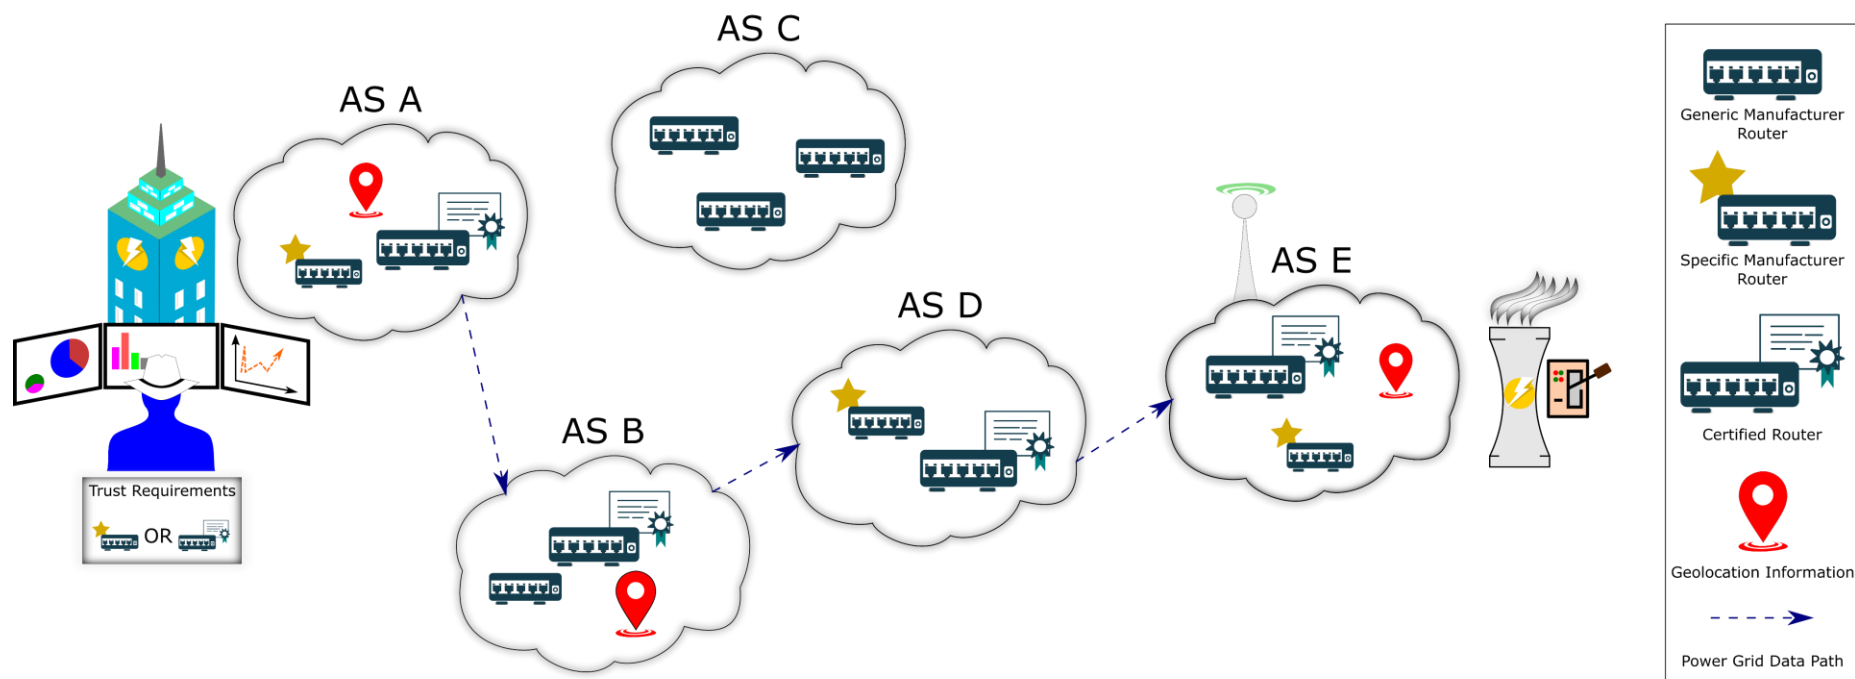 AS C
AS A
AS E
AS D
AS B
Trust Requirements
OR
Generic Manufacturer
Router
Specific Manufacturer
Router
Certified Router
Geolocation Information
Power Grid Data Path